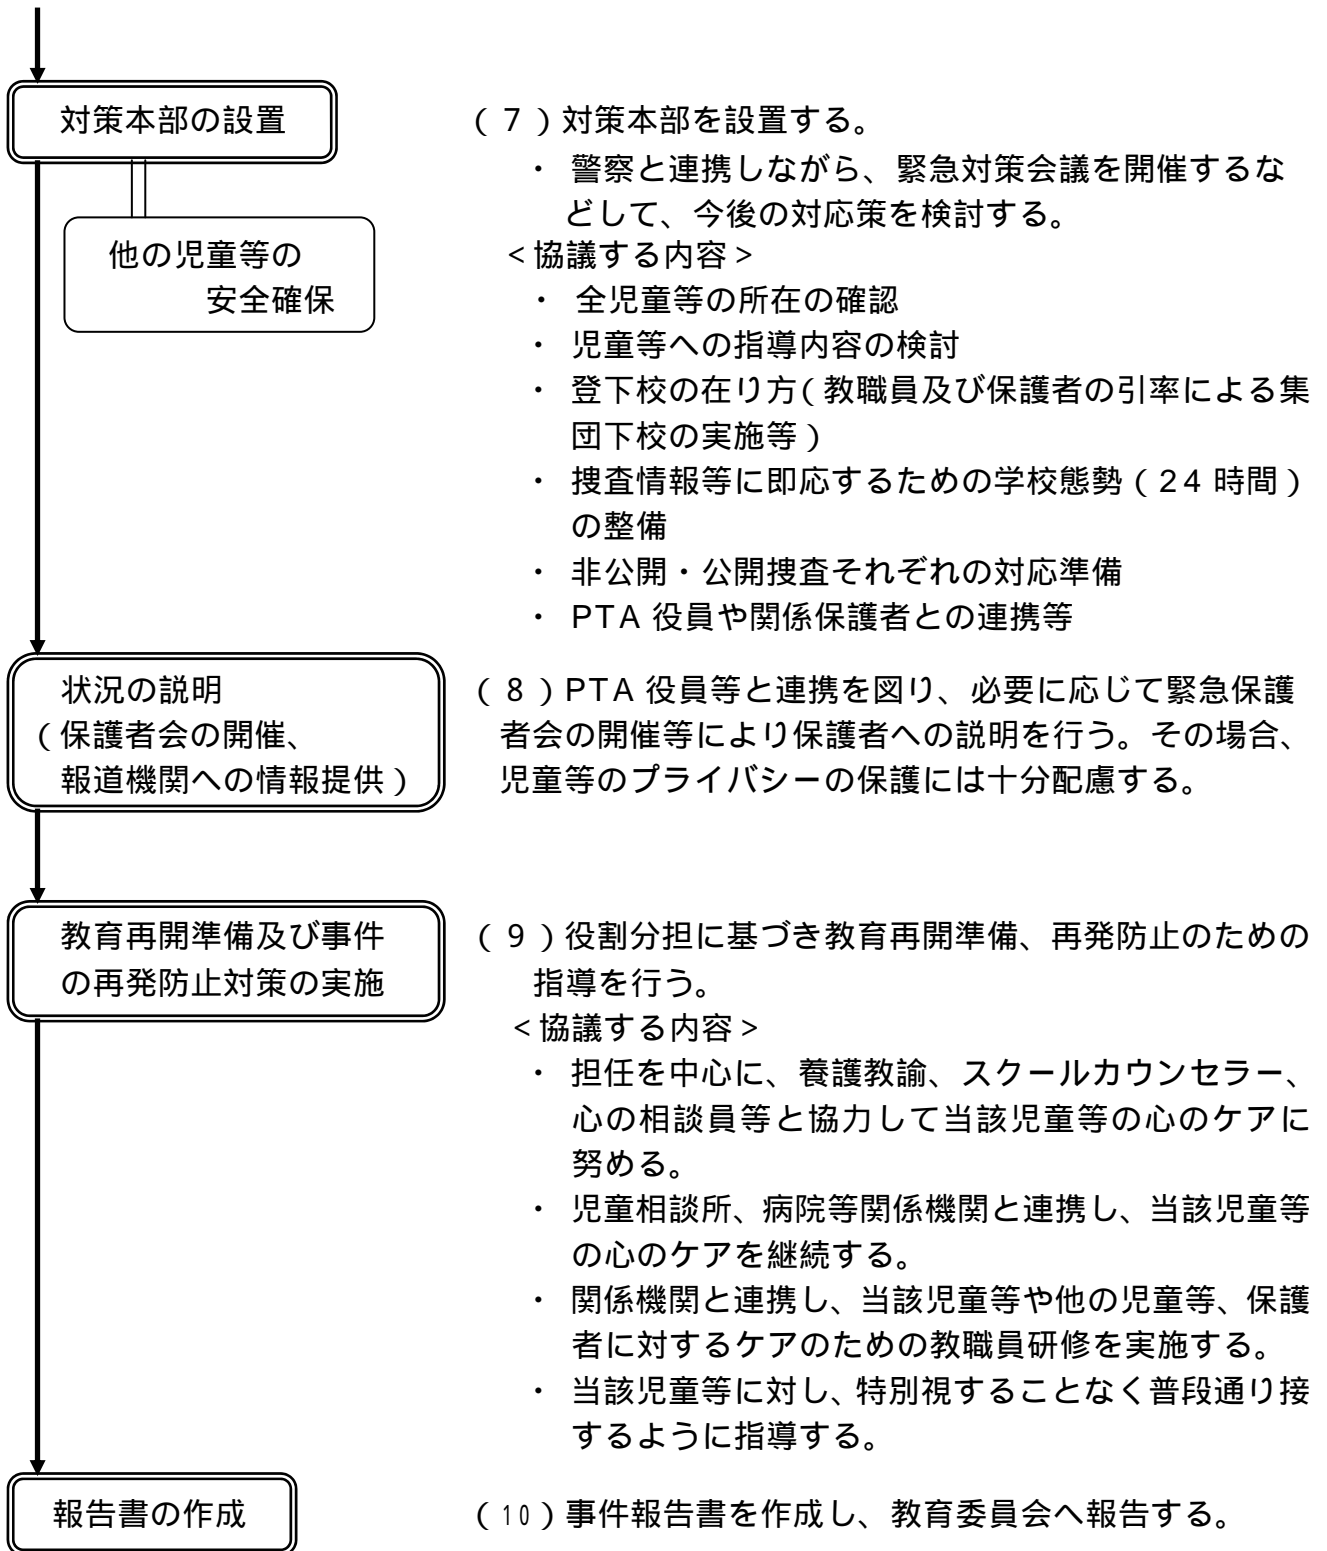 対策本部の設置
他の児童等の
安全確保
(７)対策本部を設置する。
・ 警察と連携しながら、緊急対策会議を開催するな
どして、今後の対応策を検討する。
<協議する内容>
・ 全児童等の所在の確認
・ 児童等への指導内容の検討
・ 登下校の在り方(教職員及び保護者の引率による集
団下校の実施等)
・ 捜査情報等に即応するための学校態勢(24 時間)
の整備
・ 非公開・公開捜査それぞれの対応準備
・ PTA 役員や関係保護者との連携等
状況の説明
(保護者会の開催、
報道機関への情報提供)
(８)PTA 役員等と連携を図り、必要に応じて緊急保護
者会の開催等により保護者への説明を行う。その場合、
児童等のプライバシーの保護には十分配慮する。
教育再開準備及び事件
の再発防止対策の実施
(９)役割分担に基づき教育再開準備、再発防止のための
指導を行う。
<協議する内容>
・ 担任を中心に、養護教諭、スクールカウンセラー、
心の相談員等と協力して当該児童等の心のケアに
努める。
・ 児童相談所、病院等関係機関と連携し、当該児童等
の心のケアを継続する。
・ 関係機関と連携し、当該児童等や他の児童等、保護
者に対するケアのための教職員研修を実施する。
・ 当該児童等に対し、特別視することなく普段通り接
するように指導する。
報告書の作成
(10)事件報告書を作成し、教育委員会へ報告する。